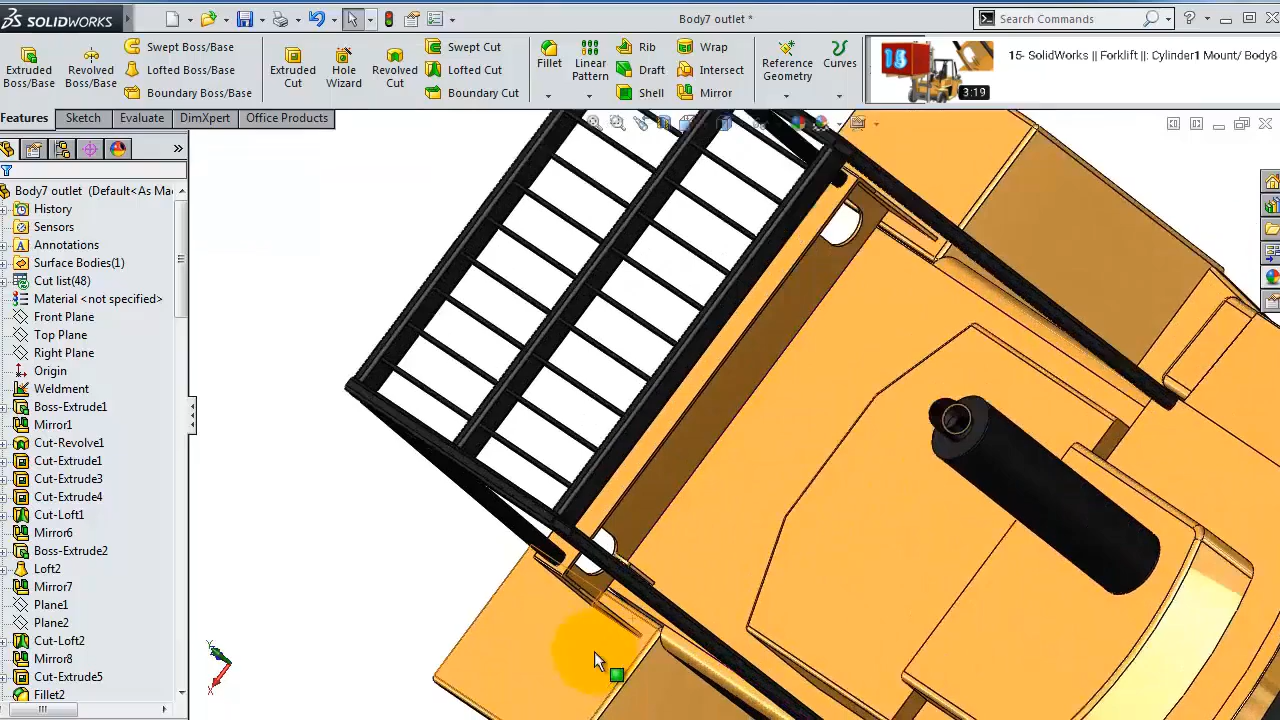 SOLIDWORKS
Body7 outlet *
Search Commands
Extruded Boss/Base
Revolved Boss/Base
Swept Boss/Base
Lofted Boss/Base
Boundary Boss/Base
Extruded Cut
Hole Wizard
Revolved Cut
Swept Cut
Lofted Cut
Boundary Cut
Fillet
Linear Pattern
Rib
Draft
Shell
Wrap
Intersect
Mirror
Reference Geometry
Curves
15
3:19
15- SolidWorks || Forklift ||: Cylinder1 Mount/ Body8
Features
Sketch
Evaluate
DimXpert
Office Products
Body7 outlet (Default<As Ma
History
Sensors
Annotations
Surface Bodies(1)
Cut list(48)
Material <not specified>
Front Plane
Top Plane
Right Plane
Origin
Weldment
Boss-Extrude1
Mirror1
Cut-Revolve1
Cut-Extrude1
Cut-Extrude3
Cut-Extrude4
Cut-Loft1
Mirror6
Boss-Extrude2
Loft2
Mirror7
Plane1
Plane2
Cut-Loft2
Mirror8
Cut-Extrude5
Fillet2
Y
X